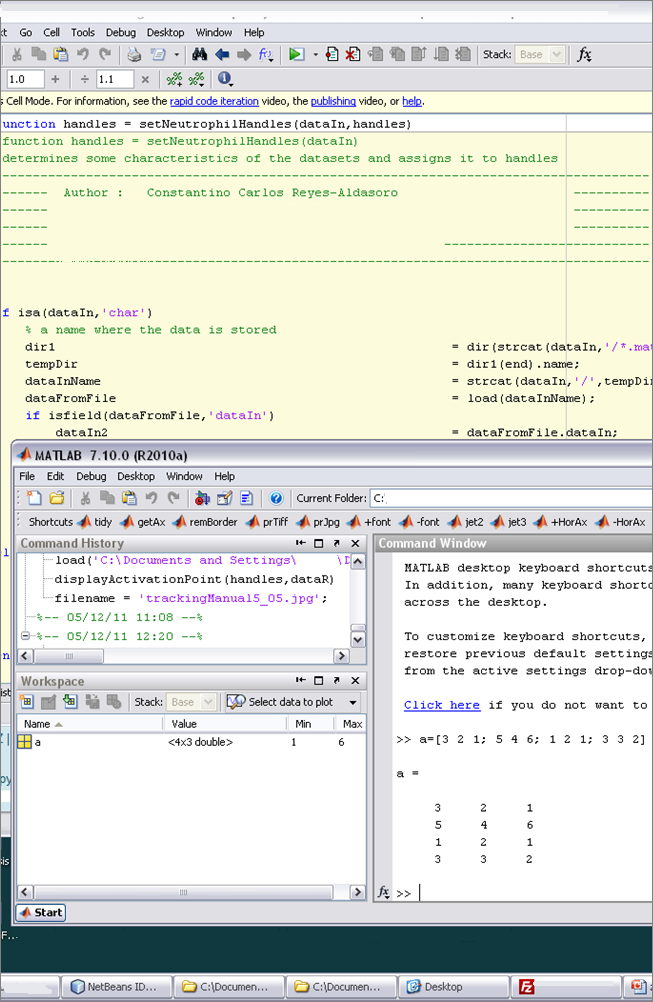 Go Cell Tools Debug Desktop Window Help
Stack: Base fx
1.0 + ÷ 1.1 ×
Cell Mode. For information, see the rapid code iteration video, the publishing video, or help.
unction handles = setNeutrophilHandles(dataIn,handles)
function handles = setNeutrophilHandles(dataIn)
determines some characteristics of the datasets and assigns it to handles
------ Author : Constantino Carlos Reyes-Aldasoro ----------
f isa(dataIn,'char')
% a name where the data is stored
dir1 = dir(strcat(dataIn,'/*.ma
tempDir = dir1(end).name;
dataInName = strcat(dataIn,'/',tempDi
dataFromFile = load(dataInName);
if isfield(dataFromFile,'dataIn')
dataIn2 = dataFromFile.dataIn;
MATLAB 7.10.0 (R2010a)
File Edit Debug Desktop Window Help
Current Folder: C:
Shortcuts tidy getAx remBorder prTiff prJpg +font -font jet2 jet3 +HorAx -HorAx
Command History
load('C:\Documents and Settings\ \D
displayActivationPoint(handles,dataR)
filename = 'trackingManual5_05.jpg';
%-- 05/12/11 11:08 --%
%-- 05/12/11 12:20 --%
Workspace
Stack: Base Select data to plot
Name Value Min Max
a <4x3 double> 1 6
Command Window
MATLAB desktop keyboard shortcuts
In addition, many keyboard shortc
across the desktop.
To customize keyboard shortcuts,
restore previous default settings
from the active settings drop-dow
Click here if you do not want to
>> a=[3 2 1; 5 4 6; 1 2 1; 3 3 2]
a =
3 2 1
5 4 6
1 2 1
3 3 2
fx >>
Start
F...
NetBeans ID... C:\Documen... C:\Documen... Desktop Fz